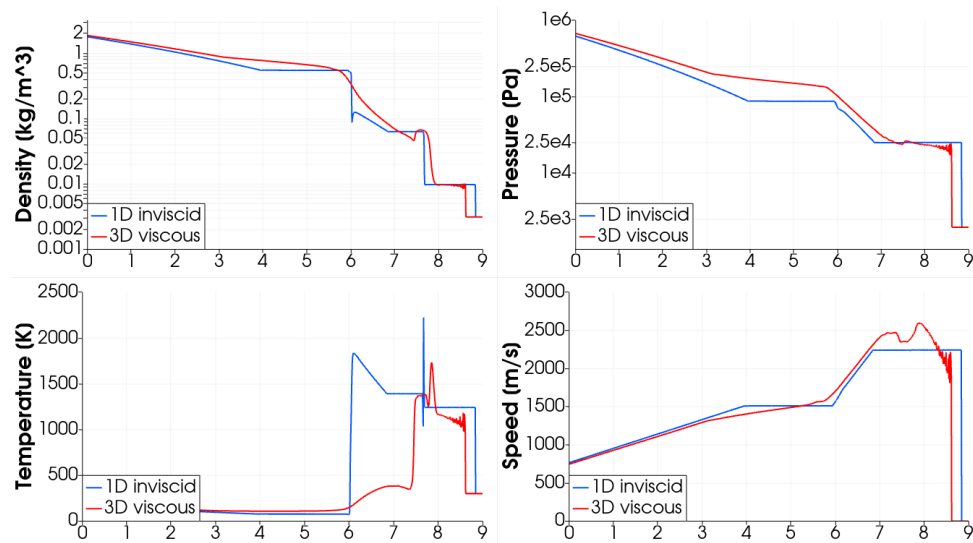 Density (kg/m^3)
2
1
0.5
0.2
0.1
0.05
0.02
0.01
0.005
0.002
0.001
1D inviscid
3D viscous
0 1 2 3 4 5 6 7 8 9
Pressure (Pa)
1e6
2.5e5
1e5
2.5e4
1e4
2.5e3
1D inviscid
3D viscous
0 1 2 3 4 5 6 7 8 9
Temperature (K)
2500
2000
1500
1000
500
0
1D inviscid
3D viscous
0 1 2 3 4 5 6 7 8 9
Speed (m/s)
3000
2500
2000
1500
1000
500
0
1D inviscid
3D viscous
0 1 2 3 4 5 6 7 8 9